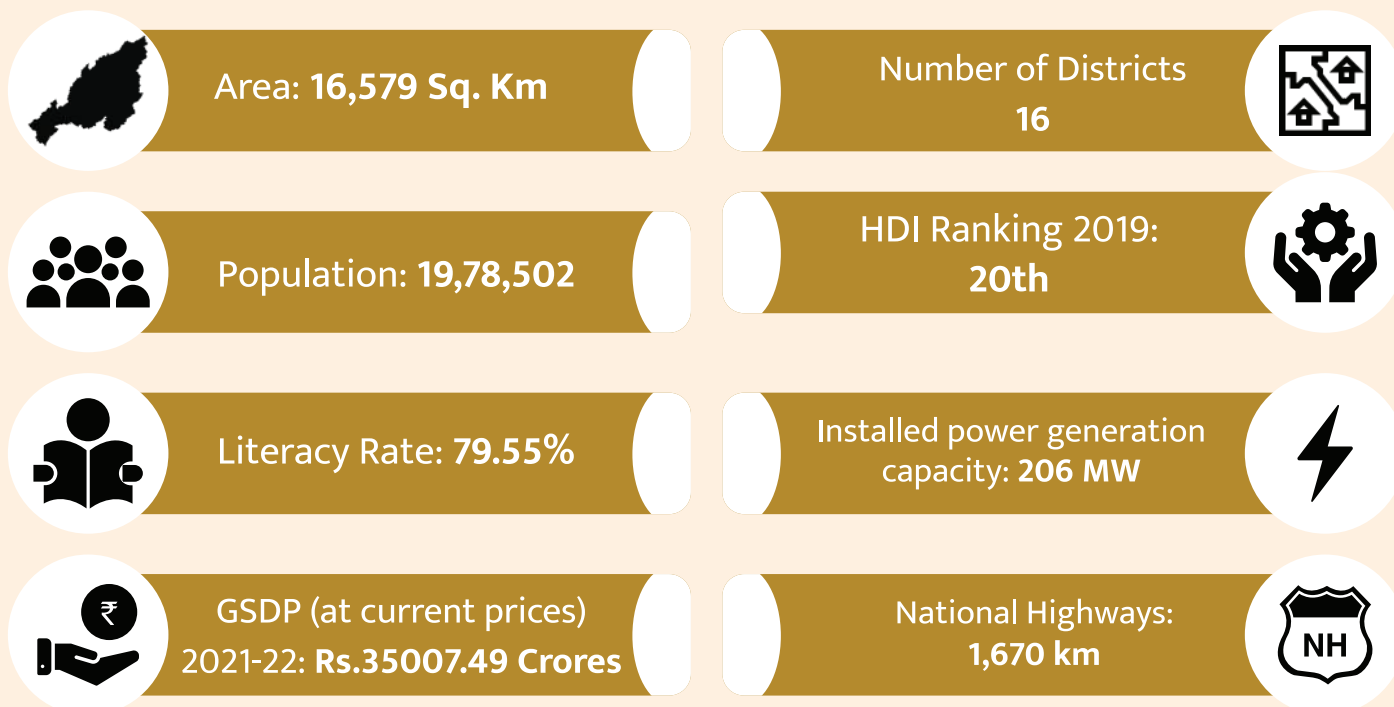 Area: 16,579 Sq. Km
Number of Districts
16
Population: 19,78,502
HDI Ranking 2019:
20th
Literacy Rate: 79.55%
Installed power generation
capacity: 206 MW
₹
GSDP (at current prices)
2021-22: Rs.35007.49 Crores
National Highways:
1,670 km
NH